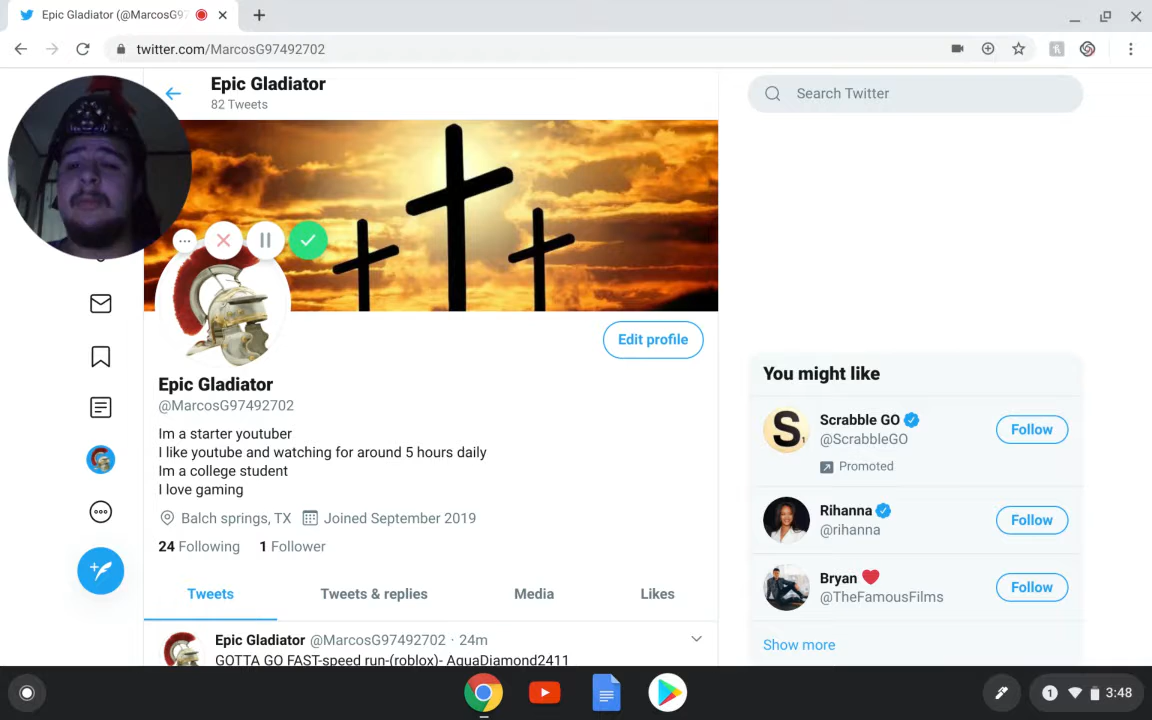 Epic Gladiator (@MarcosG97
twitter.com/MarcosG97492702
Epic Gladiator
82 Tweets
Search Twitter
Edit profile
Epic Gladiator
@MarcosG97492702
Im a starter youtuber
I like youtube and watching for around 5 hours daily
Im a college student
I love gaming
Balch springs, TX Joined September 2019
24 Following 1 Follower
Tweets Tweets & replies Media Likes
Epic Gladiator @MarcosG97492702 · 24m
GOTTA GO FAST-speed run-(roblox)- AquaDiamond2411
You might like
Scrabble GO
@ScrabbleGO
Promoted
Follow
Rihanna
@rihanna
Follow
Bryan ❤️
@TheFamousFilms
Follow
Show more
S
1
1 3:48